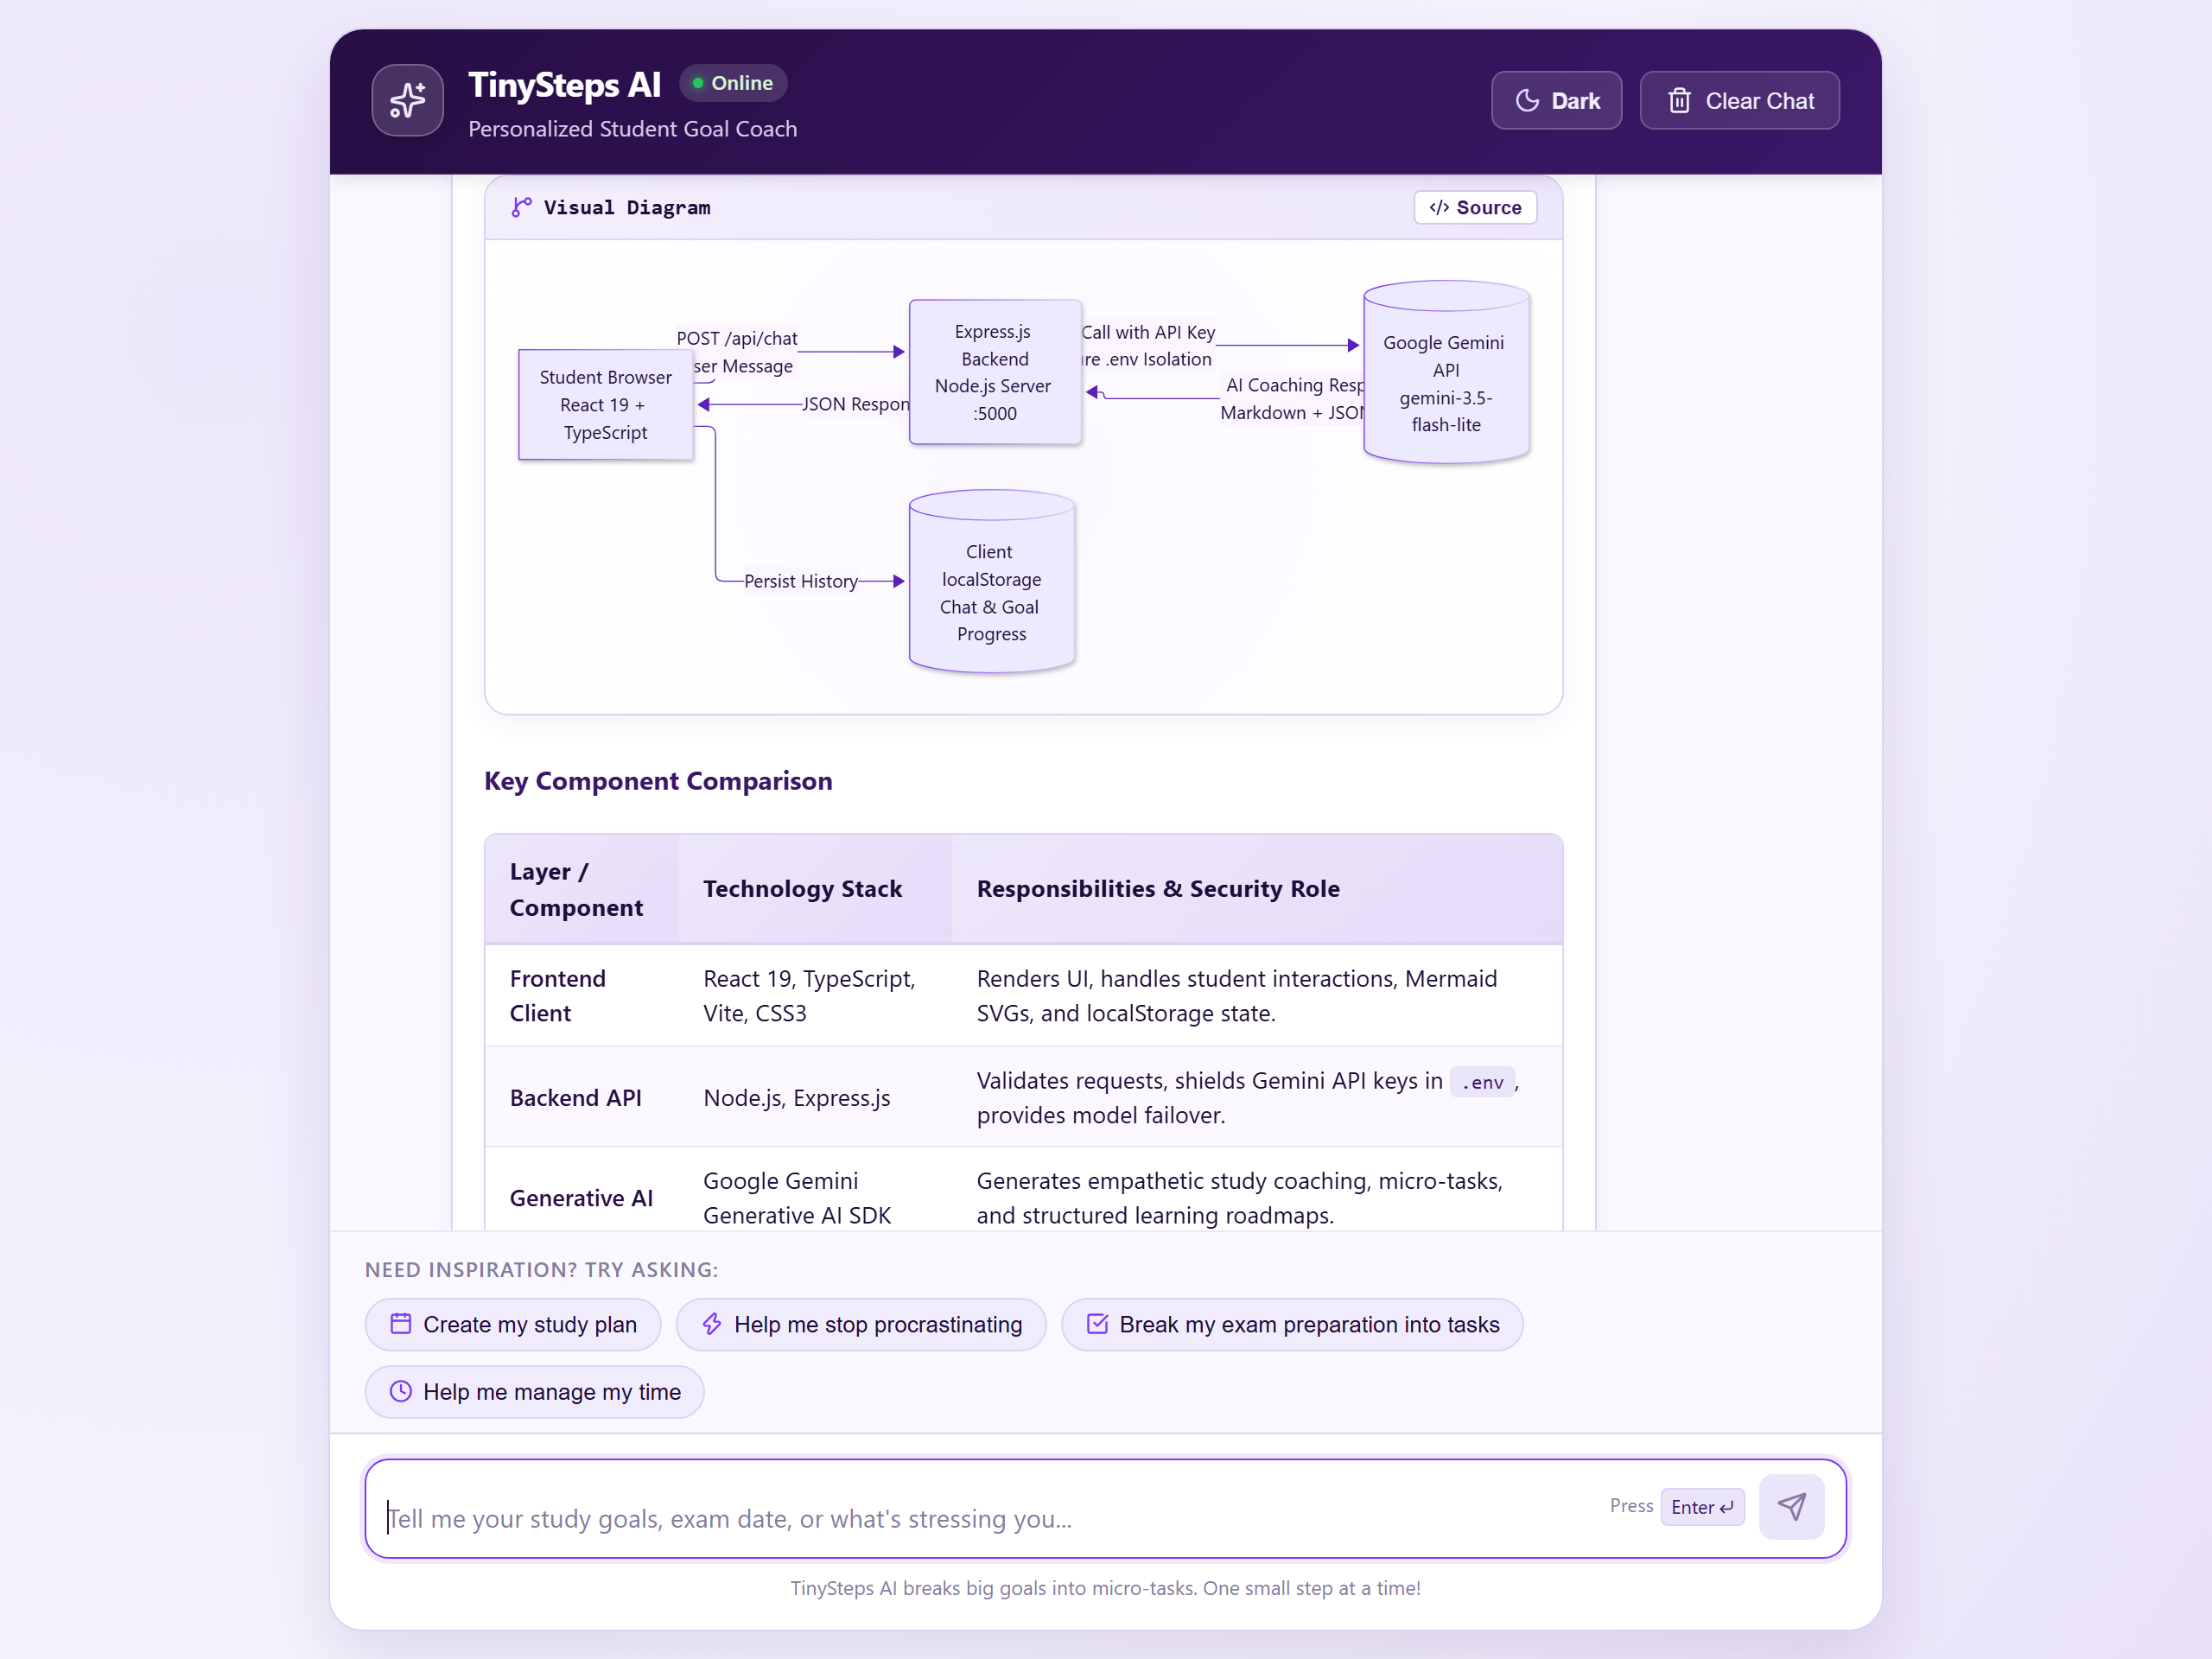 TinySteps AI
Online
Personalized Student Goal Coach
Dark
Clear Chat
Visual Diagram
Source
POST /api/chat
ser Message
Student Browser
React 19 +
TypeScript
JSON Respon
Express.js
Backend
Node.js Server
:5000
Call with API Key
.env Isolation
AI Coaching Resp
Markdown + JSON
Google Gemini
API
gemini-3.5-
flash-lite
Persist History
Client
localStorage
Chat & Goal
Progress
Key Component Comparison
Layer /
Component
Technology Stack
Responsibilities & Security Role
Frontend
Client
React 19, TypeScript,
Vite, CSS3
Renders UI, handles student interactions, Mermaid
SVGs, and localStorage state.
Backend API
Node.js, Express.js
Validates requests, shields Gemini API keys in .env,
provides model failover.
Generative AI
Google Gemini
Generative AI SDK
Generates empathetic study coaching, micro-tasks,
and structured learning roadmaps.
NEED INSPIRATION? TRY ASKING:
Create my study plan
Help me stop procrastinating
Break my exam preparation into tasks
Help me manage my time
Tell me your study goals, exam date, or what's stressing you...
Press Enter ↵
TinySteps AI breaks big goals into micro-tasks. One small step at a time!